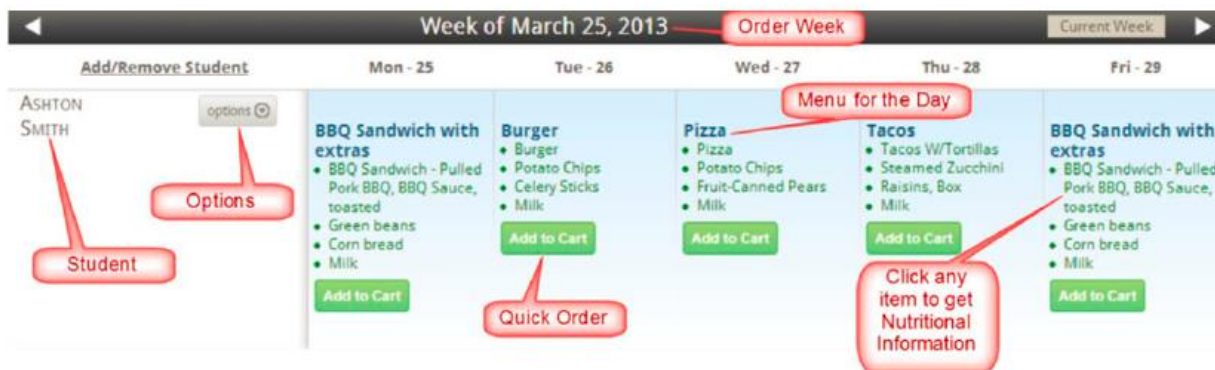 Week of March 25, 2013
Order Week
Current Week
Add/Remove Student
Mon - 25
Tue - 26
Wed - 27
Thu - 28
Fri - 29
ASHTON
SMITH
options
Options
Student
BBQ Sandwich with
extras
• BBQ Sandwich - Pulled
Pork BBQ, BBQ Sauce,
toasted
• Green beans
• Corn bread
• Milk
Add to Cart
Burger
• Burger
• Potato Chips
• Celery Sticks
• Milk
Add to Cart
Quick Order
Menu for the Day
Pizza
• Pizza
• Potato Chips
• Fruit-Canned Pears
• Milk
Add to Cart
Tacos
• Tacos W/Tortillas
• Steamed Zucchini
• Raisins, Box
• Milk
Add to Cart
Click any
item to get
Nutritional
Information
BBQ Sandwich with
extras
• BBQ Sandwich - Pulled
Pork BBQ, BBQ Sauce,
toasted
• Green beans
• Corn bread
• Milk
Add to Cart